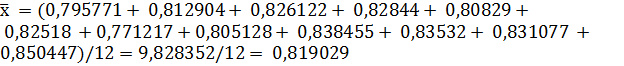 x̅ = (0,795771+ 0,812904+ 0,826122+ 0,82844+ 0,80829+
0,82518 +0,771217+0,805128+ 0,838455+ 0,83532+ 0,831077 +
0,850447)/12= 9,828352/12= 0,819029